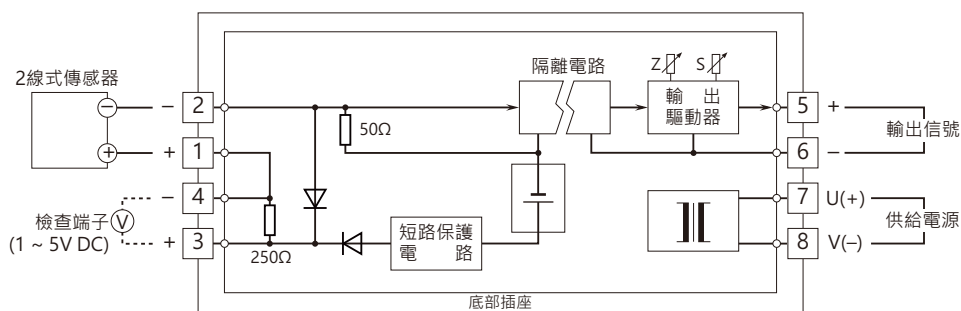 2線式傳感器
− − 2
+ + 1
− 4
檢查端子 V
(1 ~ 5V DC)
+ 3
50Ω
250Ω
短路保護
電 路
隔離電路
Z S
輸 出
驅動器
5 +
輸出信號
6 −
7 U(+)
供給電源
8 V(−)
底部插座